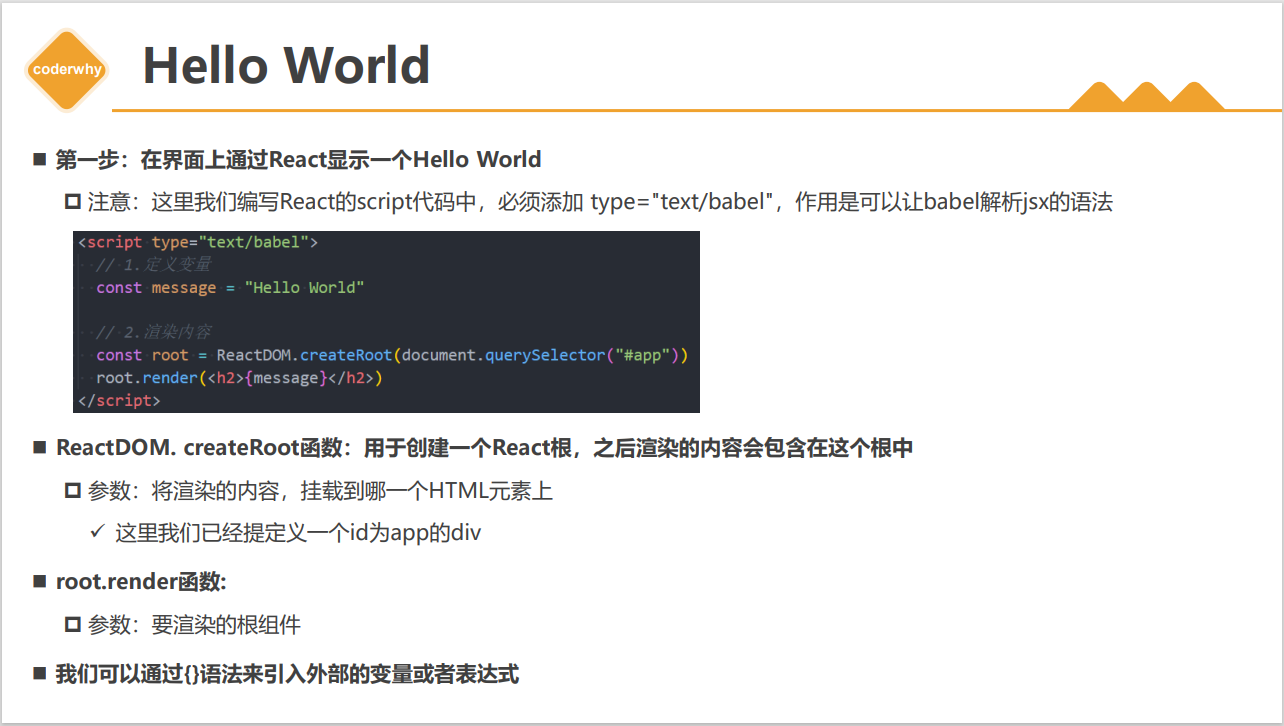 coderwhy
Hello World
第一步：在界面上通过React显示一个Hello World
注意：这里我们编写React的script代码中，必须添加 type="text/babel"，作用是可以让babel解析jsx的语法
<script type="text/babel">
// 1.定义变量
const message = "Hello World"
// 2.渲染内容
const root = ReactDOM.createRoot(document.querySelector("#app"))
root.render(<h2>{message}</h2>)
</script>
ReactDOM. createRoot函数：用于创建一个React根，之后渲染的内容会包含在这个根中
参数：将渲染的内容，挂载到哪一个HTML元素上
这里我们已经提定义一个id为app的div
root.render函数:
参数：要渲染的根组件
我们可以通过{}语法来引入外部的变量或者表达式